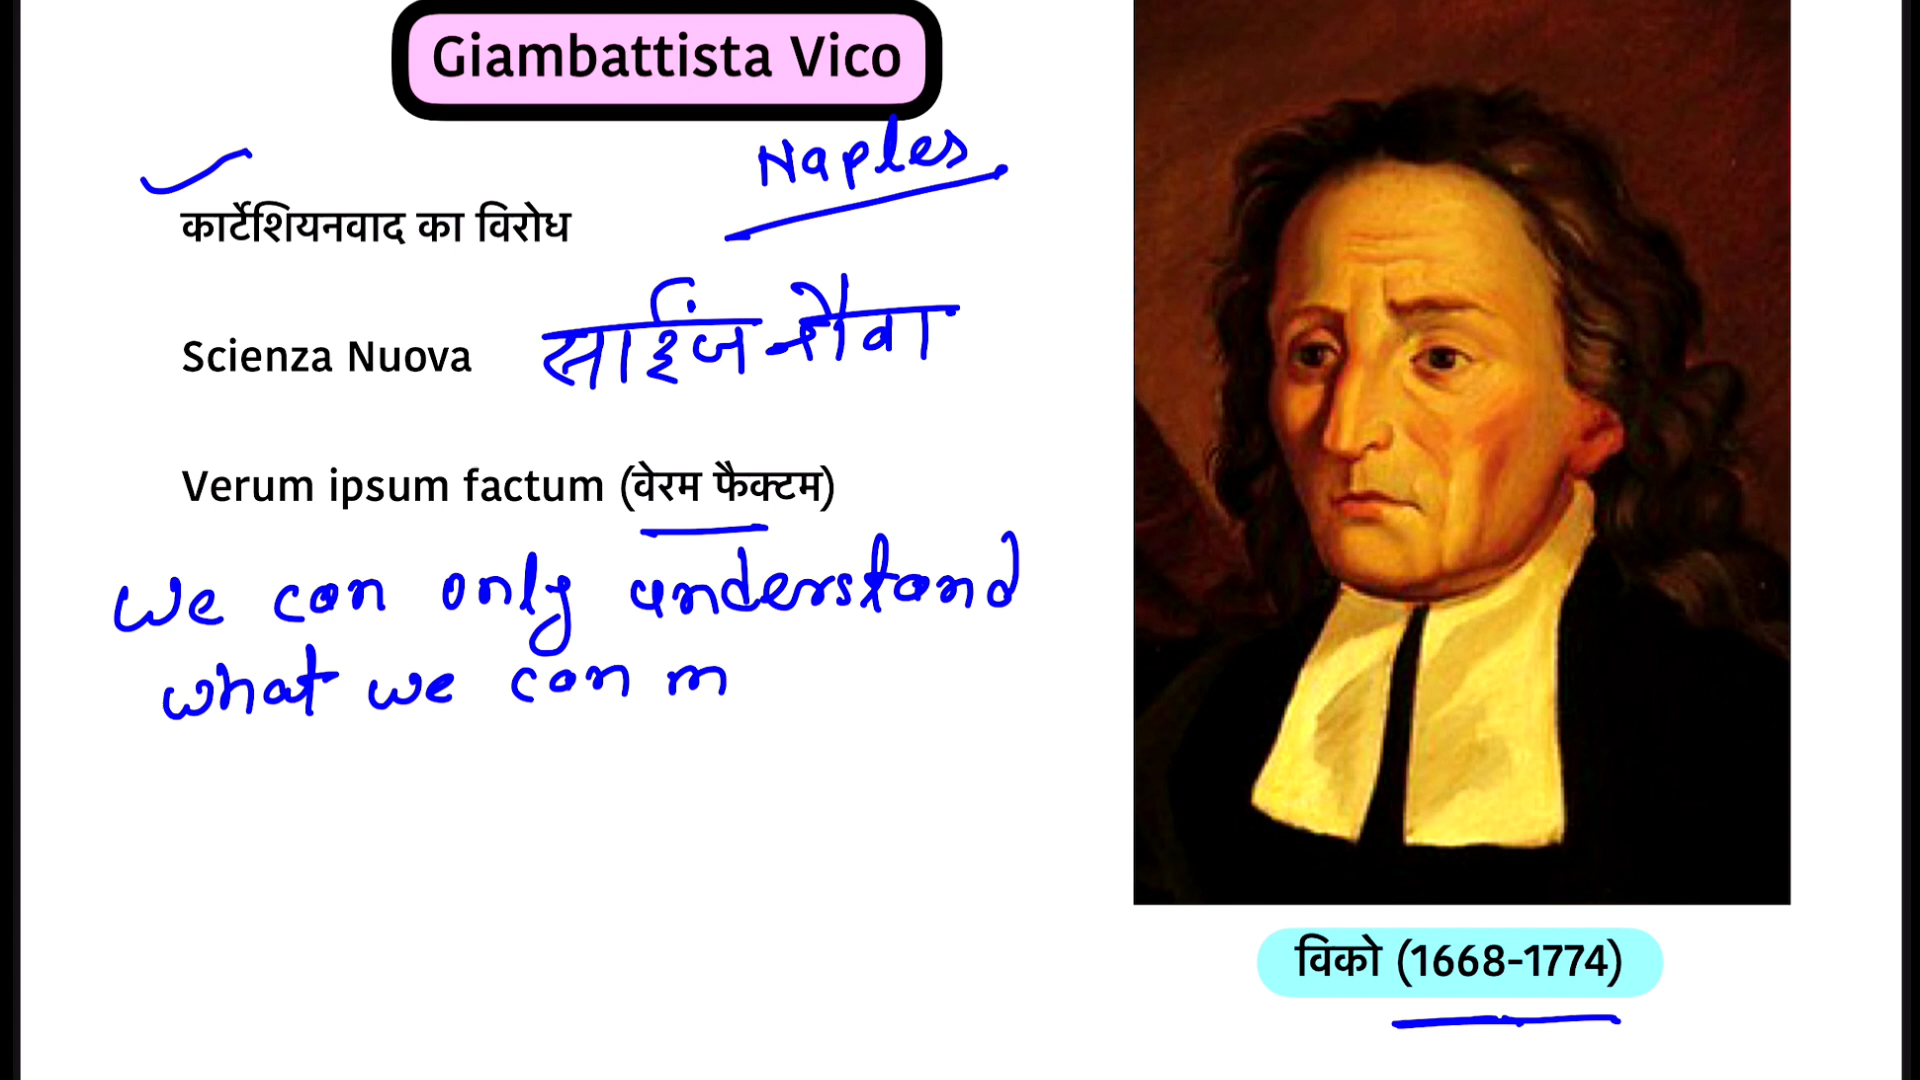 Giambattista Vico
Naples
कार्टेशियनवाद का विरोध
Scienza Nuova साईंज नौवा
Verum ipsum factum (वेरम फैक्टम)
We can only understand
what we can m
विको (1668-1774)